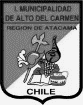 I. MUNICIPALIDAD
DE ALTO DEL CARMEN
REGION DE ATACAMA
CHILE